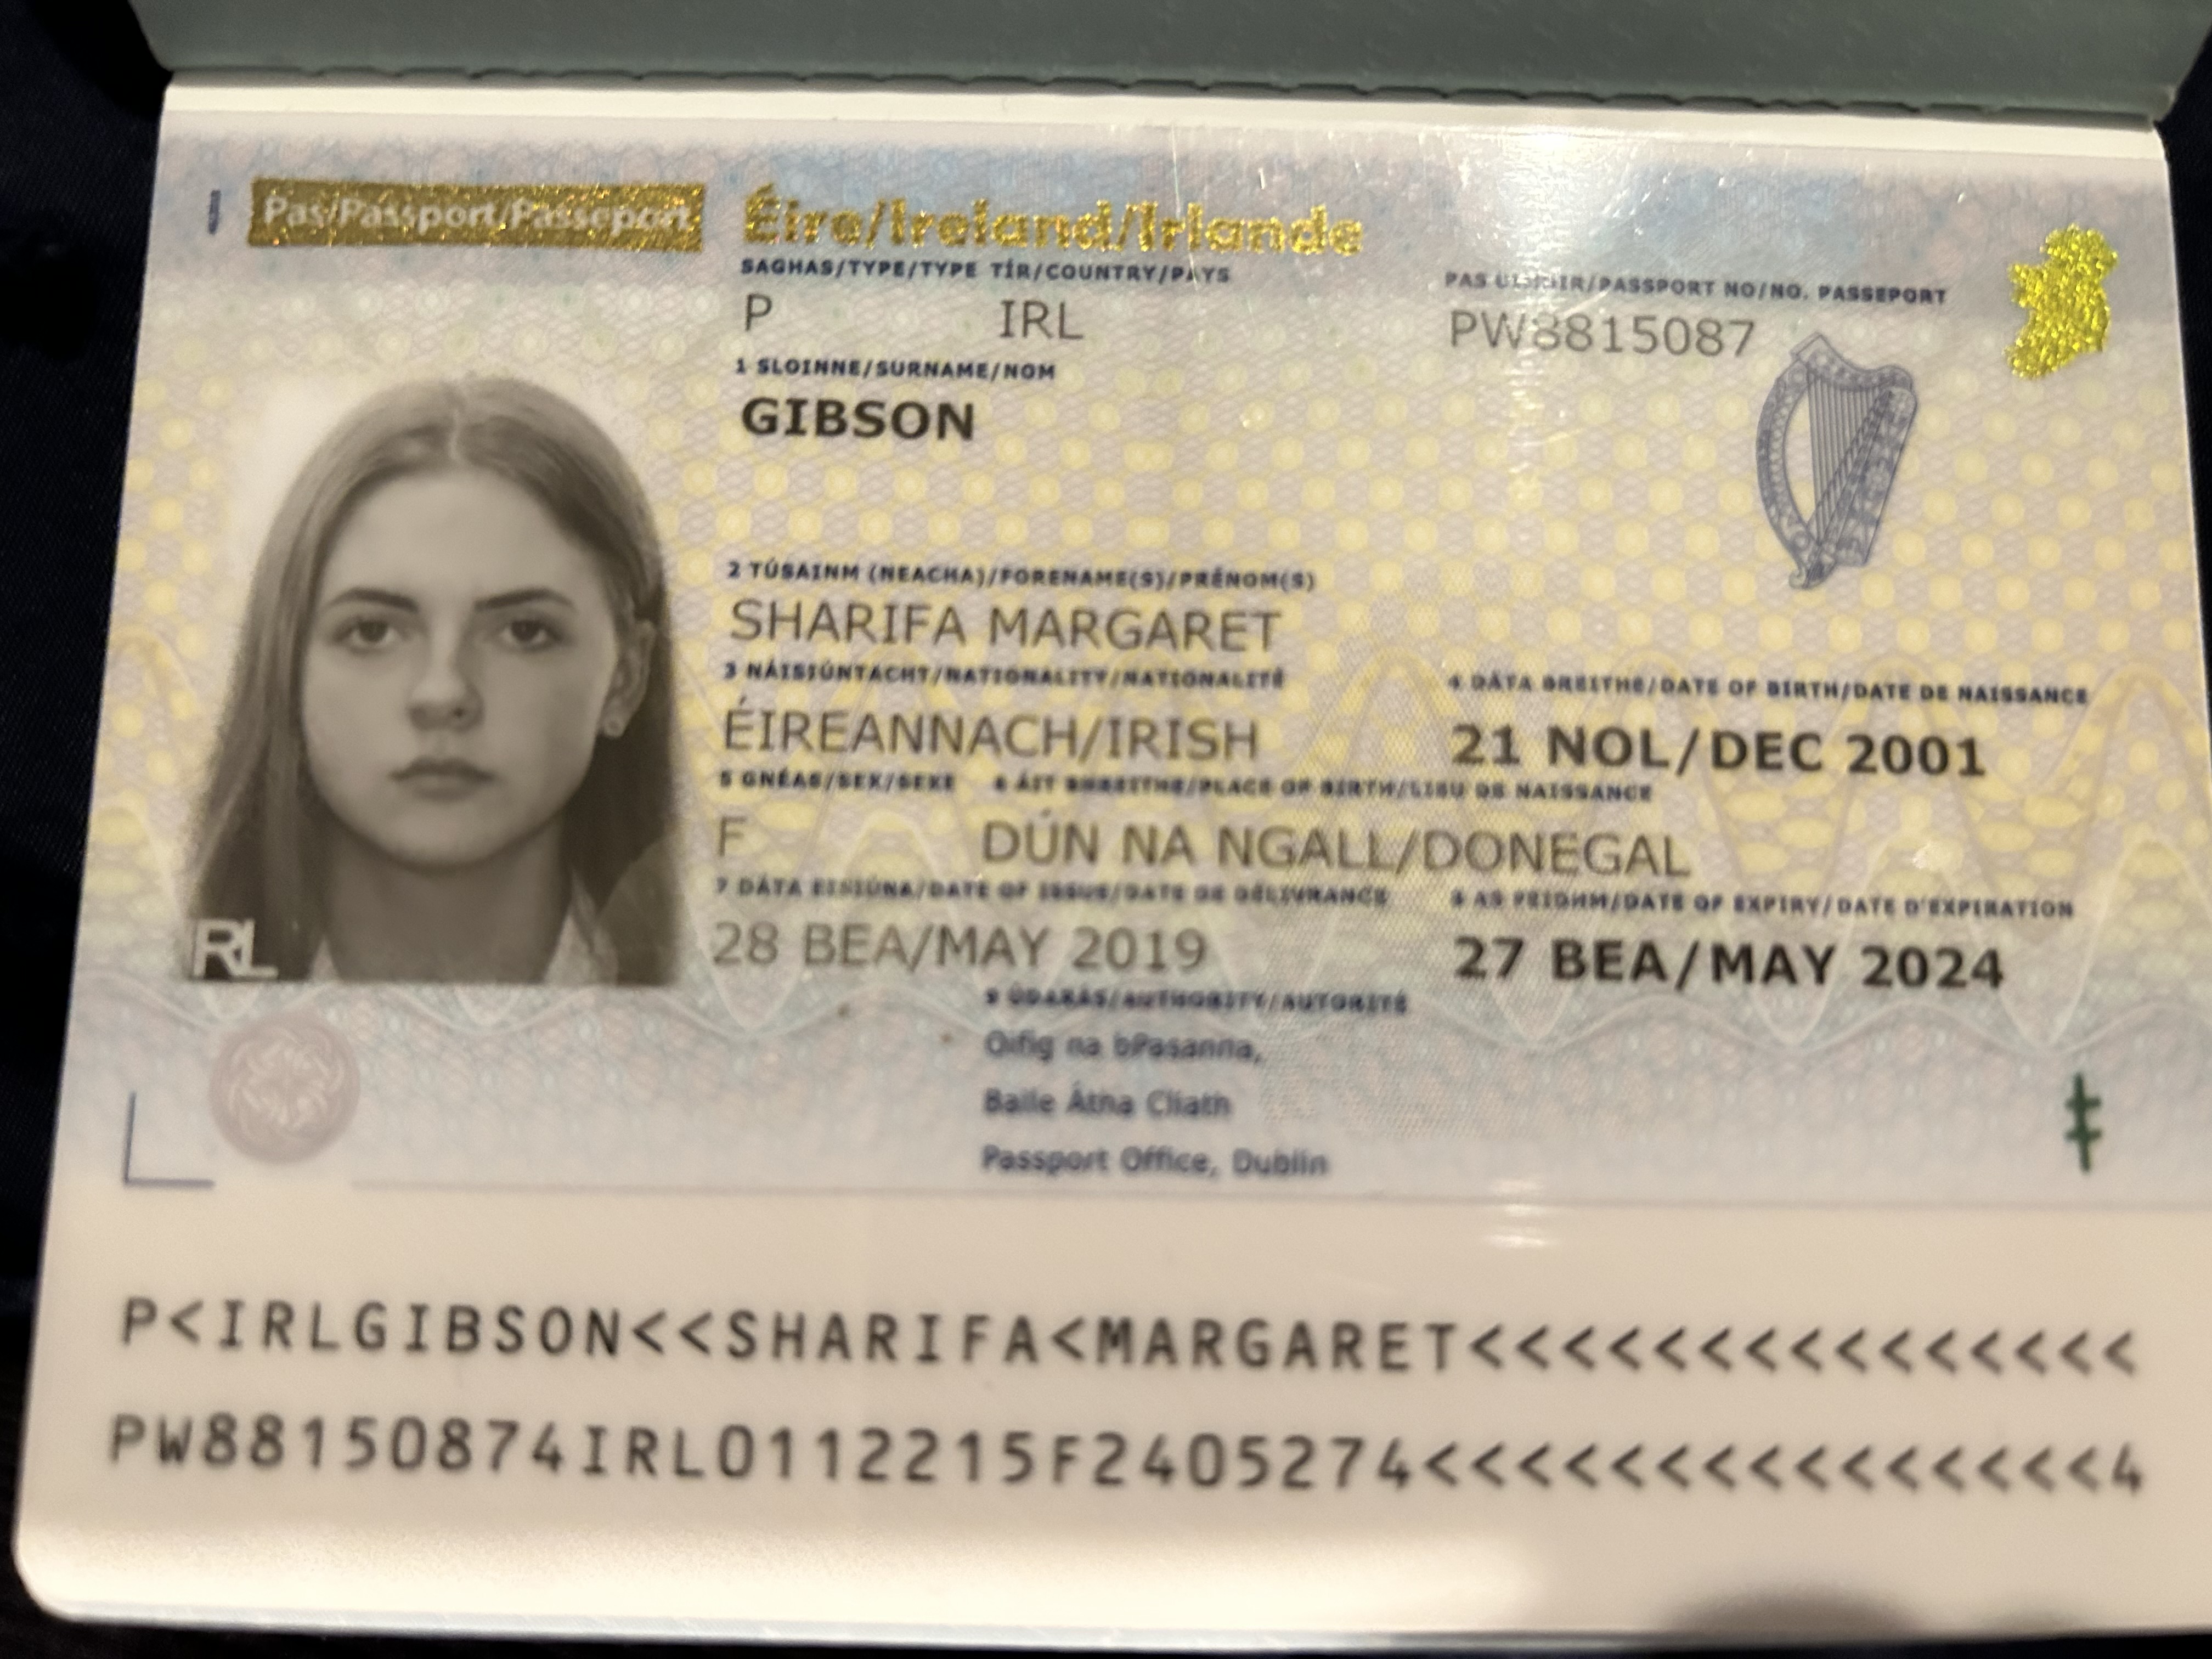 Pas/Passport/Passeport Éire/Ireland/Irlande
SAGHAS/TYPE/TYPE TÍR/COUNTRY/PAYS PAS UIMHIR/PASSPORT NO/NO. PASSEPORT
P IRL PW8815087
1 SLOINNE/SURNAME/NOM
GIBSON
2 TÚSAINM (NEACHA)/FORENAME(S)/PRÉNOM(S)
SHARIFA MARGARET
3 NÁISIÚNTACHT/NATIONALITY/NATIONALITÉ 4 DÁTA BREITHE/DATE OF BIRTH/DATE DE NAISSANCE
ÉIREANNACH/IRISH 21 NOL/DEC 2001
5 GNÉAS/SEX/SEXE 6 ÁIT BHREITHE/PLACE OF BIRTH/LIEU DE NAISSANCE
F DÚN NA NGALL/DONEGAL
7 DÁTA EISIÚNA/DATE OF ISSUE/DATE DE DÉLIVRANCE 8 AS FEIDHM/DATE OF EXPIRY/DATE D'EXPIRATION
28 BEA/MAY 2019 27 BEA/MAY 2024
9 ÚDARÁS/AUTHORITY/AUTORITÉ
Oifig na bPasanna,
Baile Átha Cliath
Passport Office, Dublin
IRL
P<IRLGIBSON<<SHARIFA<MARGARET<<<<<<<<<<<<<<<
PW88150874IRL0112215F2405274<<<<<<<<<<<<<<<4